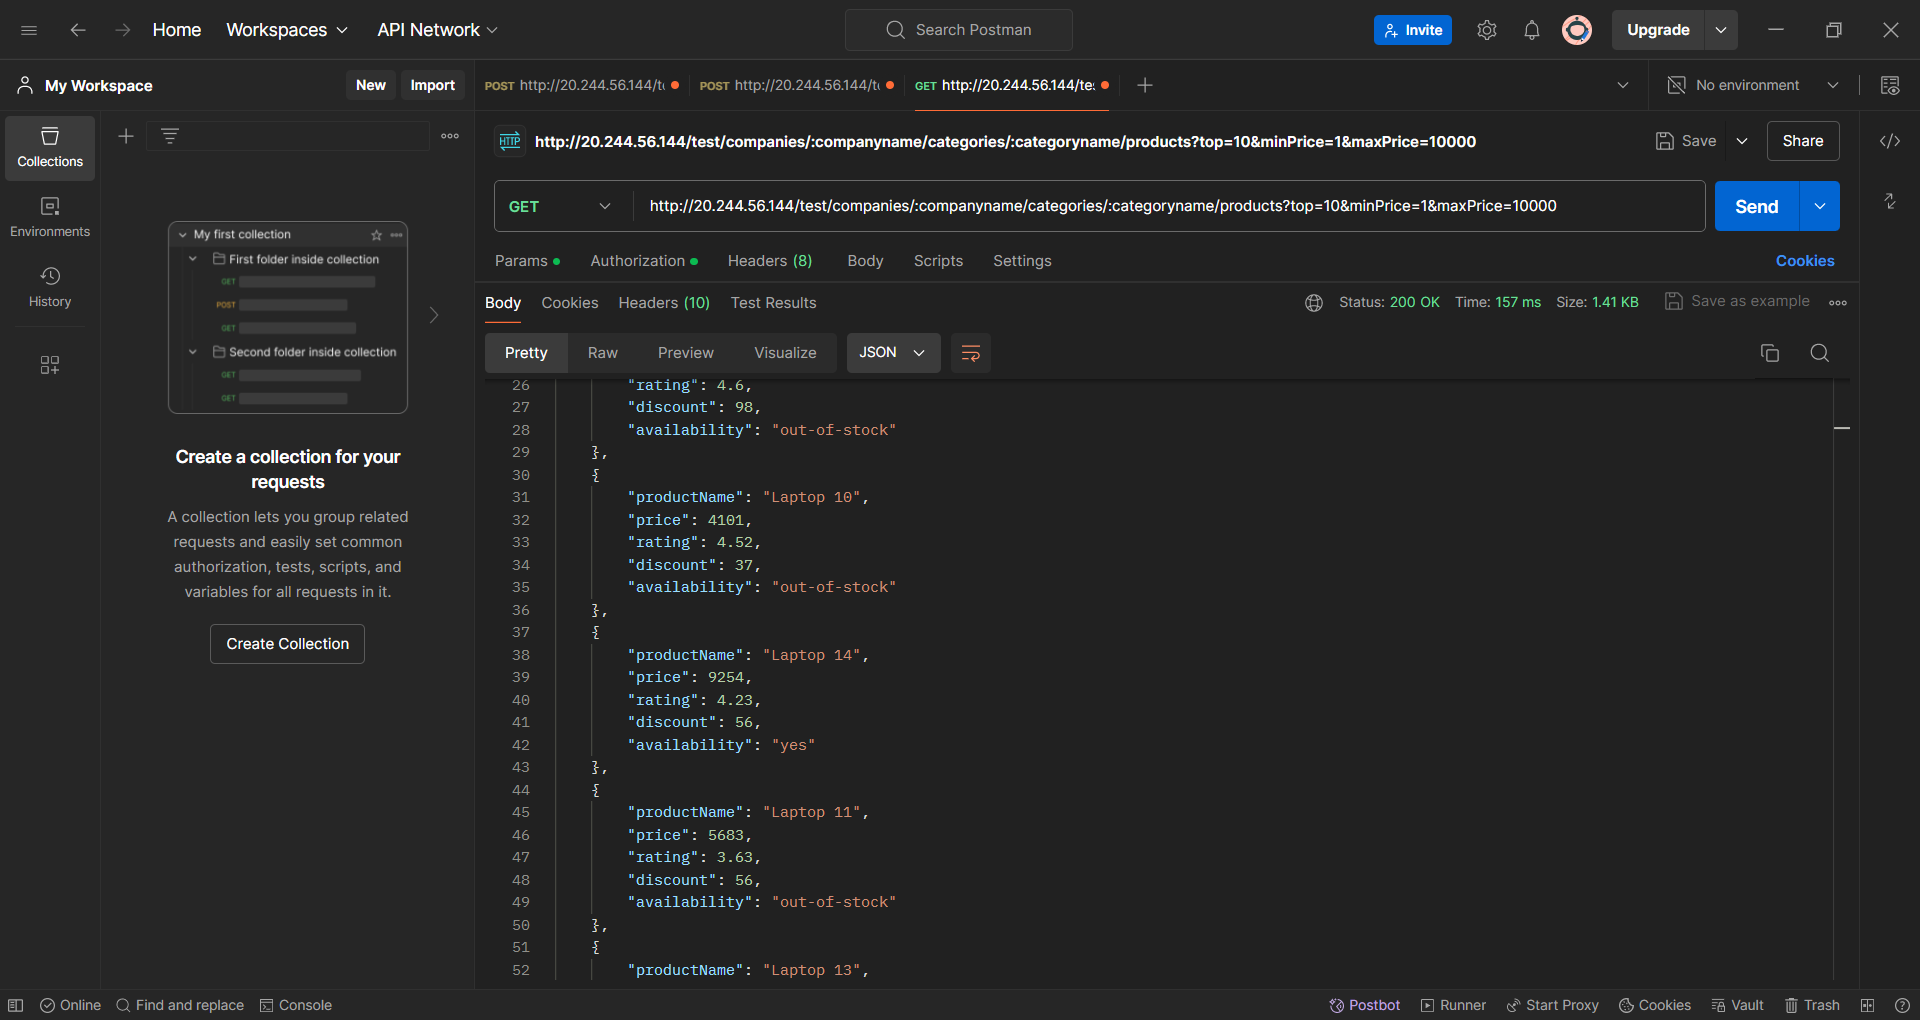 Home Workspaces API Network Search Postman Invite Upgrade
My Workspace New Import POST http://20.244.56.144/t POST http://20.244.56.144/t GET http://20.244.56.144/te No environment
HTTP http://20.244.56.144/test/companies/:companyname/categories/:categoryname/products?top=10&minPrice=1&maxPrice=10000 Save Share
Collections
Environments
History
My first collection
First folder inside collection
GET
POST
GET
Second folder inside collection
GET
GET
Create a collection for your
requests
A collection lets you group related
requests and easily set common
authorization, tests, scripts, and
variables for all requests in it.
Create Collection
GET http://20.244.56.144/test/companies/:companyname/categories/:categoryname/products?top=10&minPrice=1&maxPrice=10000 Send
Params Authorization Headers (8) Body Scripts Settings Cookies
Body Cookies Headers (10) Test Results Status: 200 OK Time: 157 ms Size: 1.41 KB Save as example
Pretty Raw Preview Visualize JSON
26 "rating": 4.6,
27 "discount": 98,
28 "availability": "out-of-stock"
29 },
30 {
31 "productName": "Laptop 10",
32 "price": 4101,
33 "rating": 4.52,
34 "discount": 37,
35 "availability": "out-of-stock"
36 },
37 {
38 "productName": "Laptop 14",
39 "price": 9254,
40 "rating": 4.23,
41 "discount": 56,
42 "availability": "yes"
43 },
44 {
45 "productName": "Laptop 11",
46 "price": 5683,
47 "rating": 3.63,
48 "discount": 56,
49 "availability": "out-of-stock"
50 },
51 {
52 "productName": "Laptop 13",
Online Find and replace Console Postbot Runner Start Proxy Cookies Vault Trash